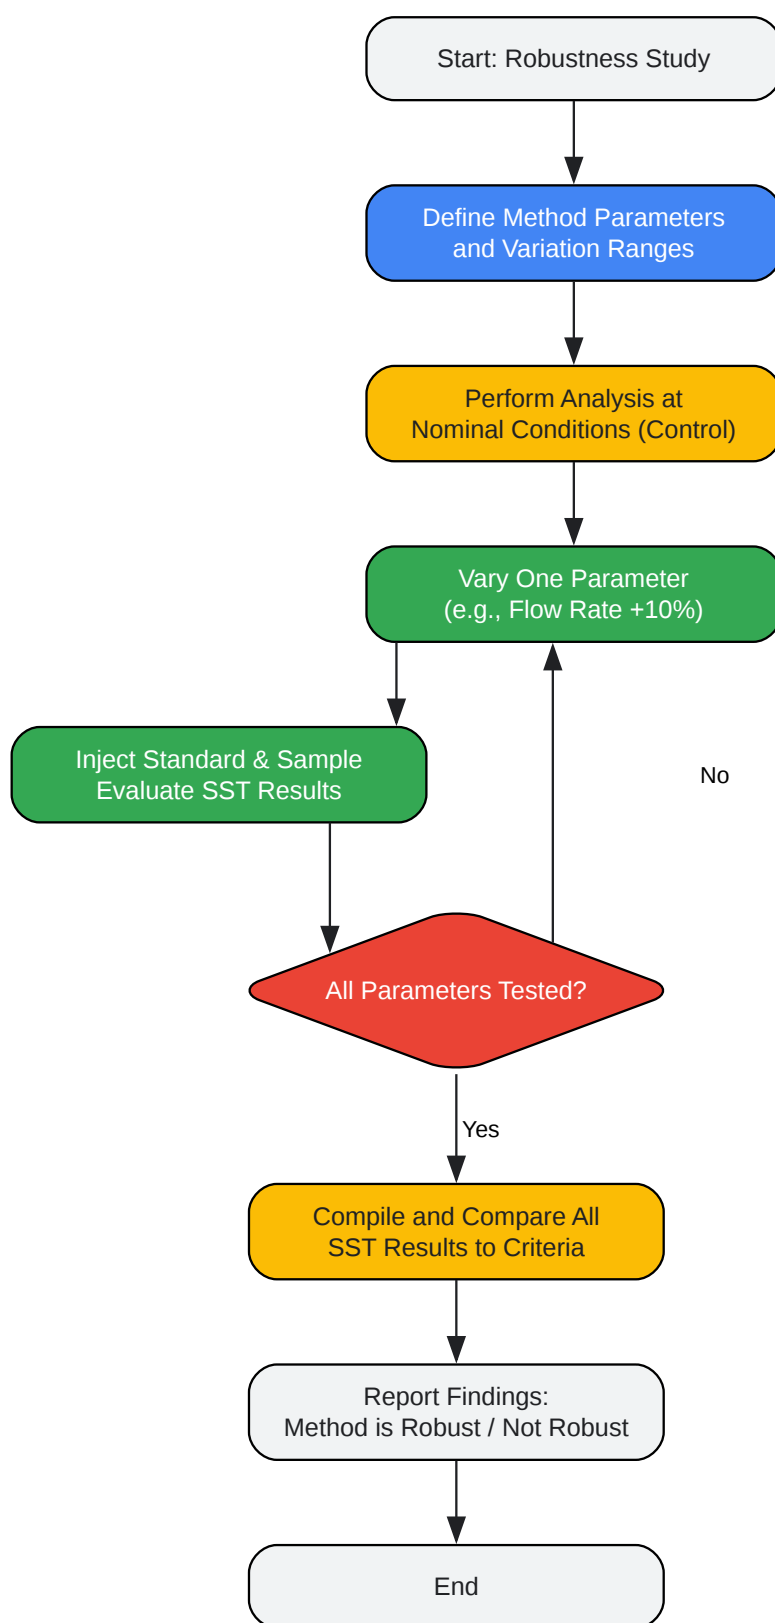 Start: Robustness Study
Define Method Parameters
and Variation Ranges
Perform Analysis at
Nominal Conditions (Control)
Vary One Parameter
(e.g., Flow Rate +10%)
Inject Standard & Sample
Evaluate SST Results
No
All Parameters Tested?
Yes
Compile and Compare All
SST Results to Criteria
Report Findings:
Method is Robust / Not Robust
End